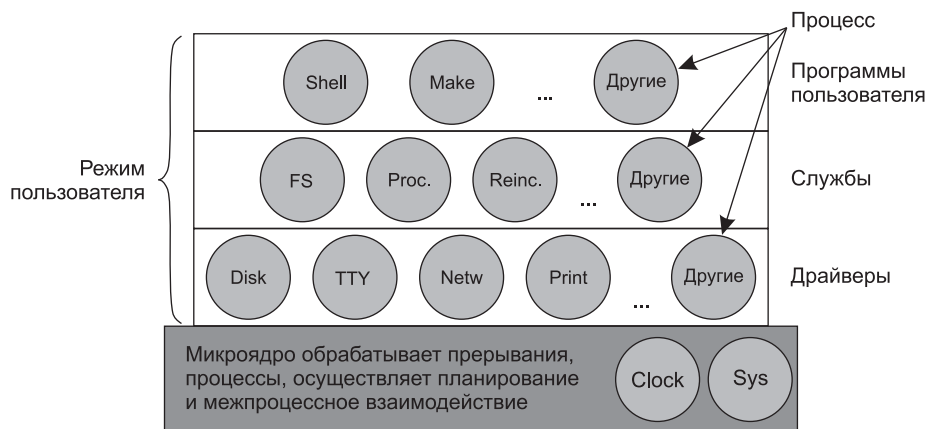 Процесс
Shell
Make
...
Другие
Программы
пользователя
Режим
пользователя
FS
Proc.
Reinc.
...
Другие
Службы
Disk
TTY
Netw
Print
...
Другие
Драйверы
Микроядро обрабатывает прерывания,
процессы, осуществляет планирование
и межпроцессное взаимодействие
Clock
Sys